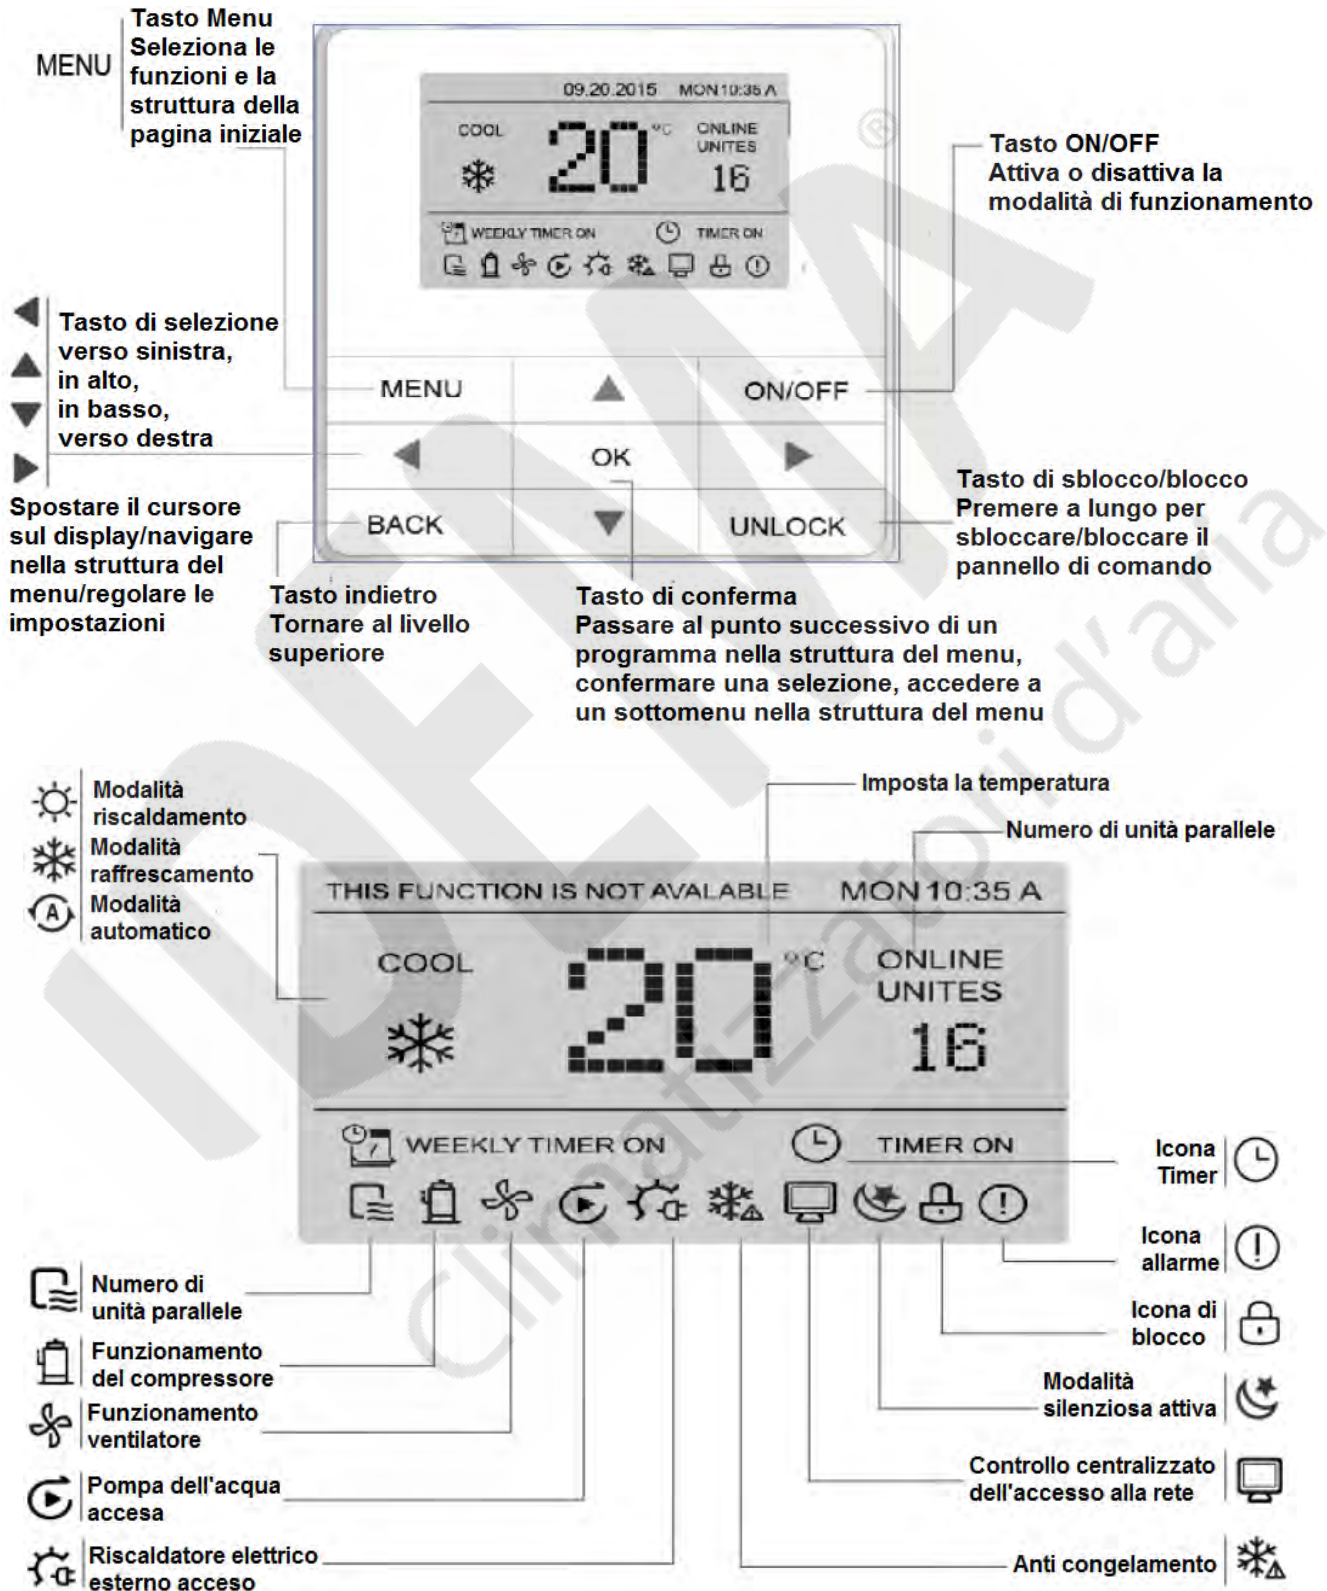 MENU
Tasto Menu
Seleziona le
funzioni e la
struttura della
pagina iniziale
09.20.2015 MON10:35 A
COOL
20 °C
ONLINE
UNITES
16
WEEKLY TIMER ON
TIMER ON
Tasto ON/OFF
Attiva o disattiva la
modalità di funzionamento
Tasto di selezione
verso sinistra,
in alto,
in basso,
verso destra
Spostare il cursore
sul display/navigare
nella struttura del
menu/regolare le
impostazioni
MENU
ON/OFF
OK
BACK
UNLOCK
Tasto di sblocco/blocco
Premere a lungo per
sbloccare/bloccare il
pannello di comando
Tasto indietro
Tornare al livello
superiore
Tasto di conferma
Passare al punto successivo di un
programma nella struttura del menu,
confermare una selezione, accedere a
un sottomenu nella struttura del menu
Modalità
riscaldamento
Modalità
raffrescamento
A
Modalità
automatico
Imposta la temperatura
Numero di unità parallele
THIS FUNCTION IS NOT AVALABLE MON10:35 A
COOL
20 °C
ONLINE
UNITES
16
7 WEEKLY TIMER ON
TIMER ON
Icona
Timer
Icona
allarme
Icona di
blocco
Modalità
silenziosa attiva
Controllo centralizzato
dell'accesso alla rete
Anti congelamento
Numero di
unità parallele
Funzionamento
del compressore
Funzionamento
ventilatore
Pompa dell'acqua
accesa
Riscaldatore elettrico
esterno acceso
IDEMA ®
climatizzatori d'aria